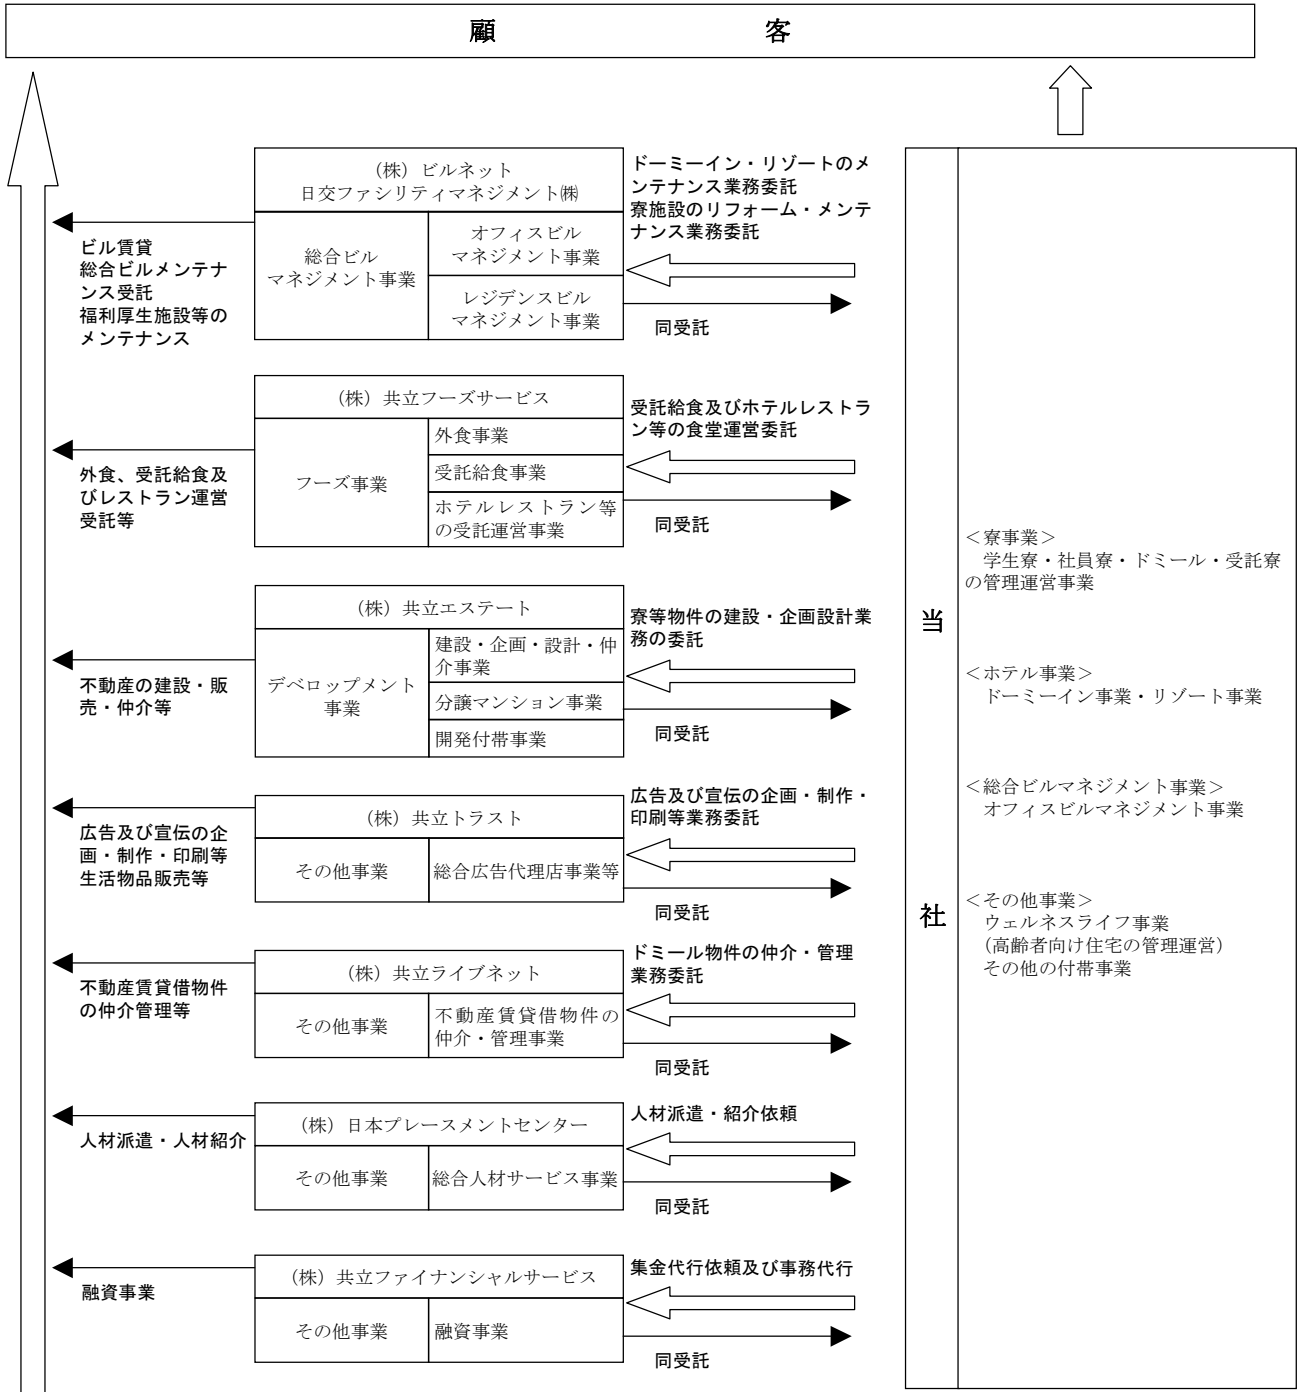 顧客
(株)ビルネット
日交ファシリティマネジメント㈱
総合ビル
マネジメント事業
オフィスビル
マネジメント事業
レジデンスビル
マネジメント事業
ビル賃貸
総合ビルメンテナ
ンス受託
福利厚生施設等の
メンテナンス
ドーミーイン・リゾートのメ
ンテナンス業務委託
寮施設のリフォーム・メンテ
ナンス業務委託
同受託
(株)共立フーズサービス
フーズ事業
外食事業
受託給食事業
ホテルレストラン等
の受託運営事業
外食、受託給食及
びレストラン運営
受託等
受託給食及びホテルレストラ
ン等の食堂運営委託
同受託
(株)共立エステート
デベロップメント
事業
建設・企画・設計・仲
介事業
分譲マンション事業
開発付帯事業
不動産の建設・販
売・仲介等
寮等物件の建設・企画設計業
務の委託
同受託
(株)共立トラスト
その他事業
総合広告代理店事業等
広告及び宣伝の企
画・制作・印刷等
生活物品販売等
広告及び宣伝の企画・制作・
印刷等業務委託
同受託
(株)共立ライブネット
その他事業
不動産賃貸借物件の
仲介・管理事業
不動産賃貸借物件
の仲介管理等
ドミール物件の仲介・管理
業務委託
同受託
(株)日本プレースメントセンター
その他事業
総合人材サービス事業
人材派遣・人材紹介
人材派遣・紹介依頼
同受託
(株)共立ファイナンシャルサービス
その他事業
融資事業
融資事業
集金代行依頼及び事務代行
同受託
当社
＜寮事業＞
学生寮・社員寮・ドミール・受託寮
の管理運営事業
＜ホテル事業＞
ドーミーイン事業・リゾート事業
＜総合ビルマネジメント事業＞
オフィスビルマネジメント事業
＜その他事業＞
ウェルネスライフ事業
(高齢者向け住宅の管理運営)
その他の付帯事業